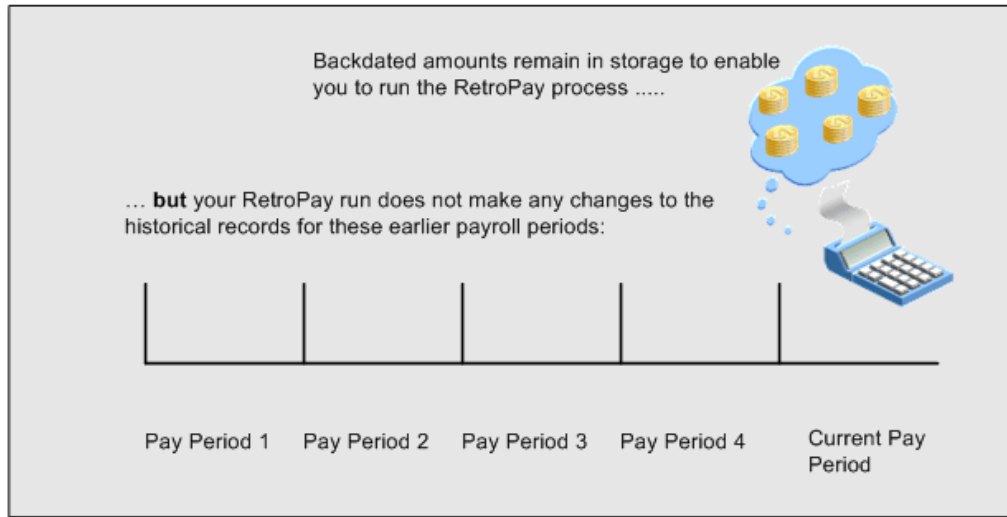 Backdated amounts remain in storage to enable
you to run the RetroPay process .....
... but your RetroPay run does not make any changes to the
historical records for these earlier payroll periods:
Pay Period 1
Pay Period 2
Pay Period 3
Pay Period 4
Current Pay
Period